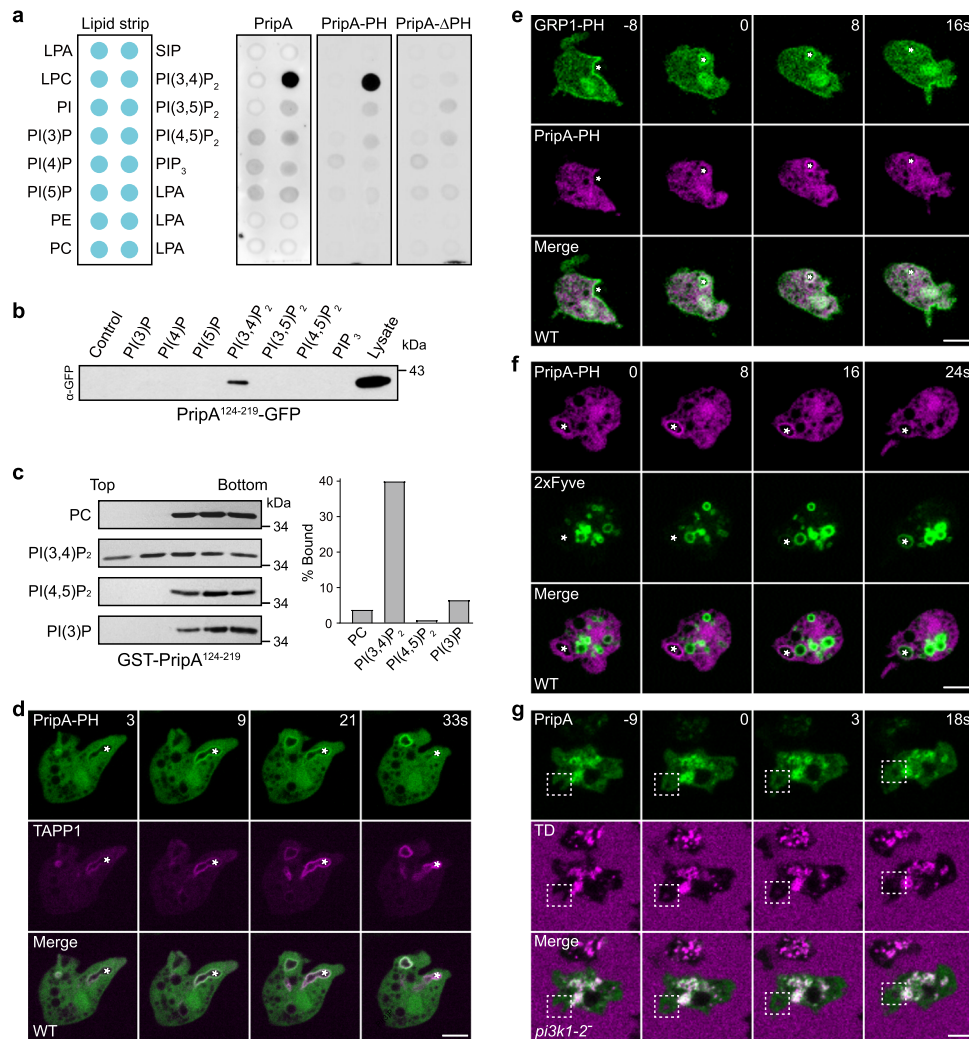 a
Lipid strip
PripA
PripA-PH
PripA-ΔPH
LPA SIP
LPC PI(3,4)P₂
PI PI(3,5)P₂
PI(3)P PI(4,5)P₂
PI(4)P PIP₃
PI(5)P LPA
PE LPA
PC LPA
b
Control PI(3)P PI(4)P PI(5)P PI(3,4)P₂ PI(3,5)P₂ PI(4,5)P₂ PIP₃ Lysate
kDa
α-GFP
43
PripA¹²⁴⁻²¹⁹-GFP
c
Top Bottom
kDa
PC 34
PI(3,4)P₂ 34
PI(4,5)P₂ 34
PI(3)P 34
GST-PripA¹²⁴⁻²¹⁹
% Bound
40
30
20
10
0
PC PI(3,4)P₂ PI(4,5)P₂ PI(3)P
d
PripA-PH 3 9 21 33s
TAPP1
Merge
WT
e
GRP1-PH -8 0 8 16s
PripA-PH
Merge
WT
f
PripA-PH 0 8 16 24s
2xFyve
Merge
WT
g
PripA -9 0 3 18s
TD
Merge
pi3k1-2⁻